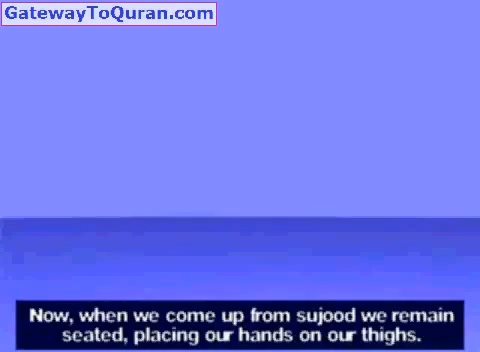 GatewayToQuran.com
Now, when we come up from sujood we remain
seated, placing our hands on our thighs.